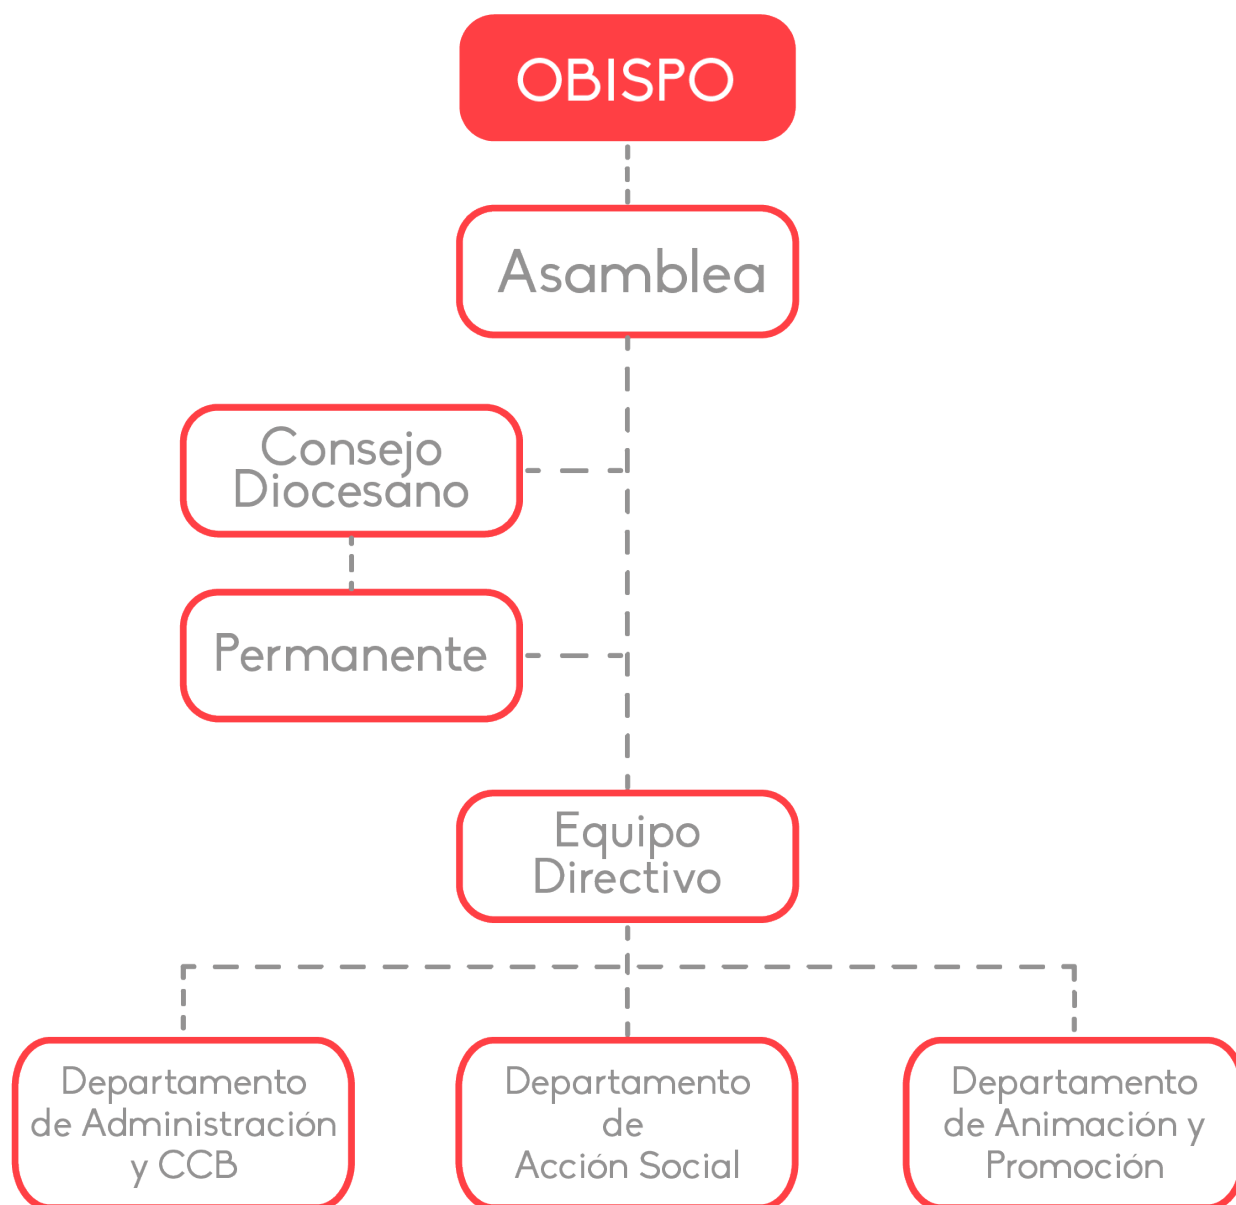 OBISPO
Asamblea
Consejo
Diocesano
Permanente
Equipo
Directivo
Departamento
de Administración
y CCB
Departamento
de
Acción Social
Departamento
de Animación y
Promoción